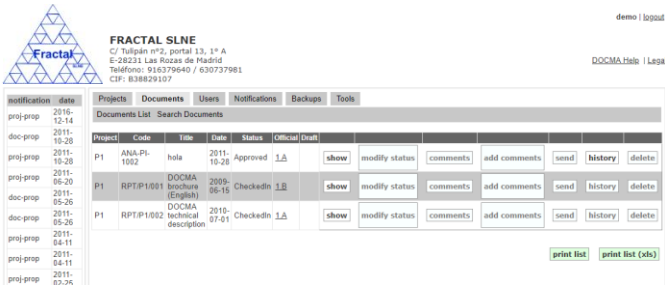 demo | logout
Fractal
SLNE
FRACTAL SLNE
C/ Tulipán nº2, portal 13, 1º A
E-28231 Las Rozas de Madrid
Teléfono: 916379640 / 630737981
CIF: B38829107
DOCMA Help | Lega
notification date
proj-prop 2016-
12-14
doc-prop 2011-
10-28
proj-prop 2011-
10-28
proj-prop 2011-
06-20
doc-prop 2011-
05-26
doc-prop 2011-
05-26
proj-prop 2011-
04-11
proj-prop 2011-
04-11
proj-prop 2011-
02-25
Projects Documents Users Notifications Backups Tools
Documents List Search Documents
Project Code Title Date Status Official Draft
P1 ANA-PI-
1002 hola 2011-
10-28 Approved 1.A show modify status comments add comments send history delete
P1 RPT/P1/001 DOCMA
brochure
(English) 2009-
06-15 CheckedIn 1.B show modify status comments add comments send history delete
P1 RPT/P1/002 DOCMA
technical
description 2010-
07-01 CheckedIn 1.A show modify status comments add comments send history delete
print list print list (xls)